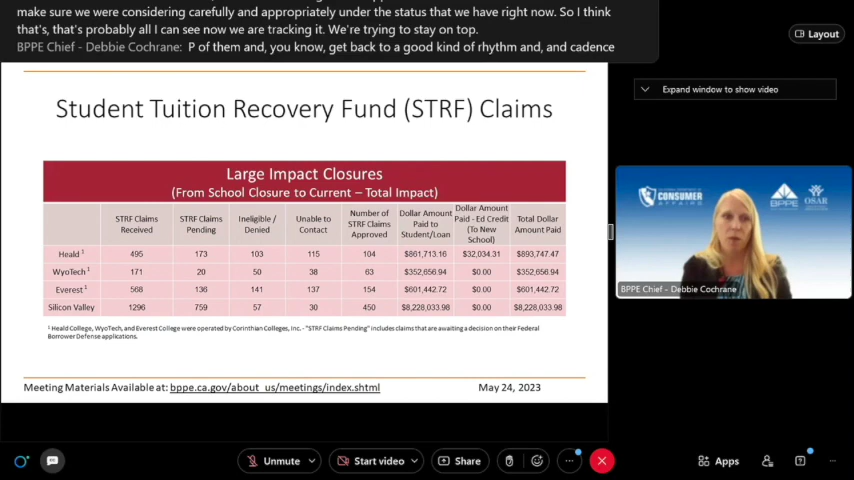 make sure we were considering carefully and appropriately under the status that we have right now. So I think
that's, that's probably all I can see now we are tracking it. We're trying to stay on top.
BPPE Chief - Debbie Cochrane: P of them and, you know, get back to a good kind of rhythm and, and cadence
Layout
Expand window to show video
Student Tuition Recovery Fund (STRF) Claims
Large Impact Closures
(From School Closure to Current – Total Impact)
STRF Claims Received STRF Claims Pending Ineligible / Denied Unable to Contact Number of STRF Claims Approved Dollar Amount Paid to Student/Loan Dollar Amount Paid - Ed Credit (To New School) Total Dollar Amount Paid
Heald 1 495 173 103 115 104 $861,713.16 $32,034.31 $893,747.47
WyoTech 1 171 20 50 38 63 $352,656.94 $0.00 $352,656.94
Everest 1 568 136 141 137 154 $601,442.72 $0.00 $601,442.72
Silicon Valley 1296 759 57 30 450 $8,228,033.98 $0.00 $8,228,033.98
1 Heald College, WyoTech, and Everest College were operated by Corinthian Colleges, Inc. - "STRF Claims Pending" includes claims that are awaiting a decision on their Federal
Borrower Defense applications.
Meeting Materials Available at: bppe.ca.gov/about_us/meetings/index.shtml May 24, 2023
CONSUMER
AFFAIRS
BPPE
OSAR
BPPE Chief - Debbie Cochrane
Unmute
Start video
Share
Apps